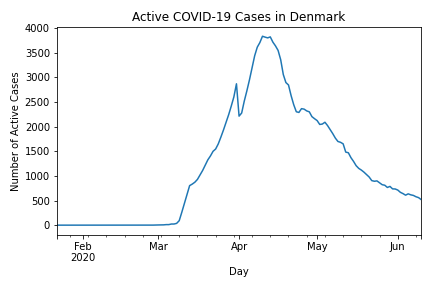 Active COVID-19 Cases in Denmark
Number of Active Cases
4000
3500
3000
2500
2000
1500
1000
500
0
Feb
2020
Mar
Apr
May
Jun
Day